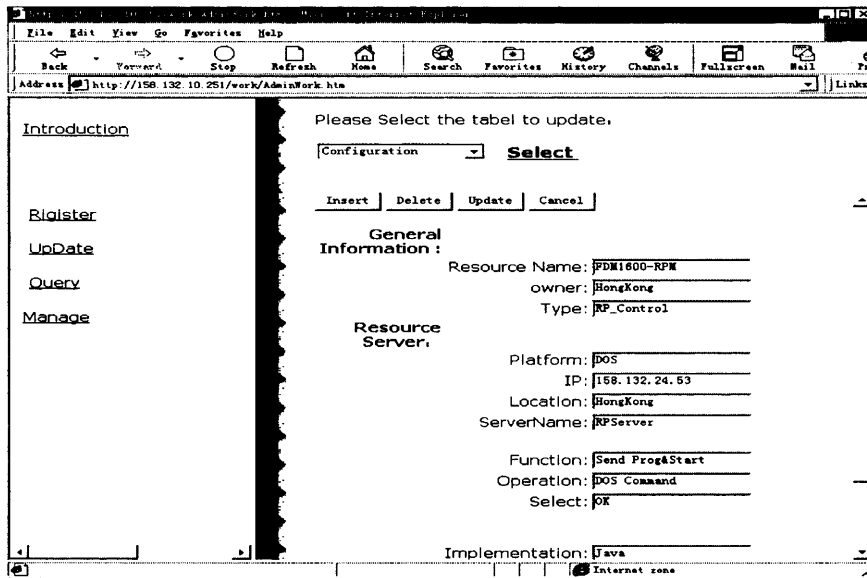 File Edit View Go Favorites Help
Back Forward Stop Refresh Home Search Favorites History Channels Fullscreen Mail
Address http://158.132.10.251/work/AdminWork.htm Links
Introduction
Rigister
UpDate
Query
Manage
Please Select the tabel to update.
Configuration Select
Insert Delete Update Cancel
General
Information :
Resource Name: FDM1600-RPM
owner: HongKong
Type: RP_Control
Resource
Server.
Platform: DOS
IP: 158.132.24.53
Location: HongKong
ServerName: RPServer
Function: Send Prog&Start
Operation: DOS Command
Select: OK
Implementation: Java
Internet zone